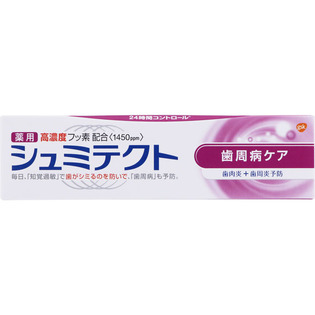 24時間コントロール*
薬用 高濃度フッ素配合〈1450ppm〉
シュミテクト
毎日、「知覚過敏」で歯がシミるのを防いで、「歯周病」も予防。
gsk
歯周病ケア
歯肉炎+歯周炎予防